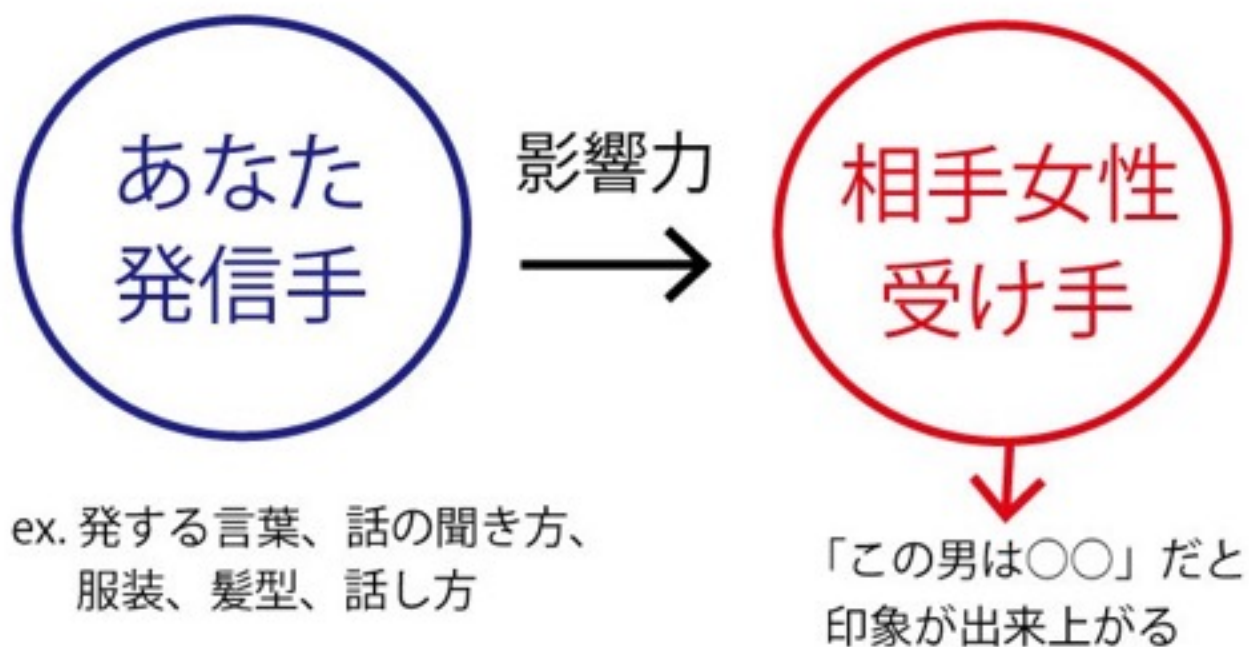 あなた
発信手
影響力
相手女性
受け手
ex. 発する言葉、話の聞き方、
服装、髪型、話し方
「この男は○○」だと
印象が出来上がる